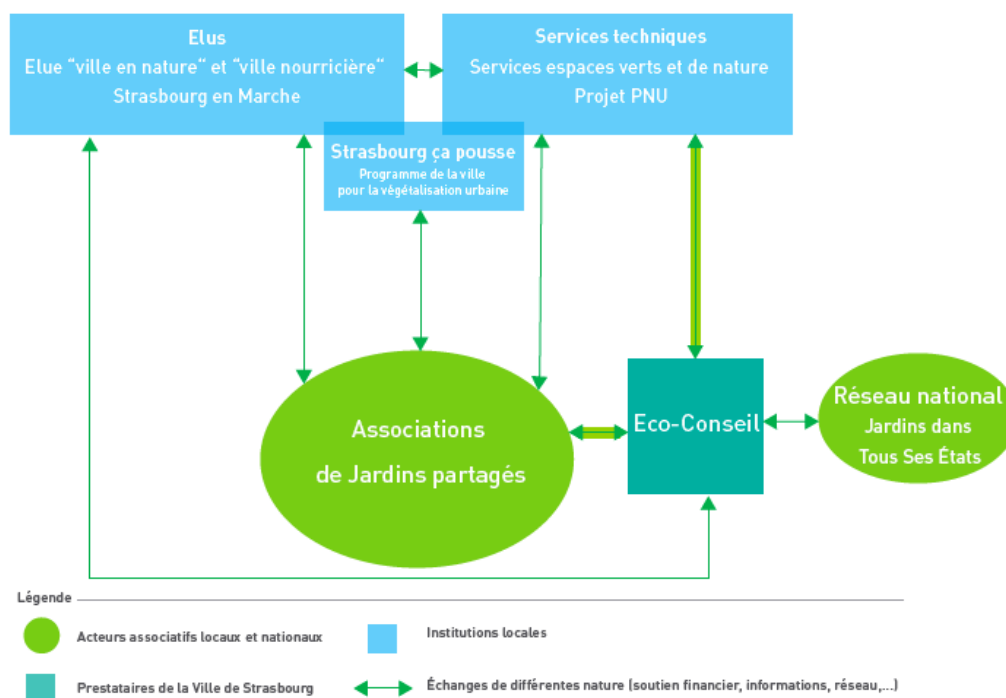 Elus
Elue “ville en nature“ et “ville nourricière“
Strasbourg en Marche
Services techniques
Services espaces verts et de nature
Projet PNU
Strasbourg ça pousse
Programme de la ville
pour la végétalisation urbaine
Associations
de Jardins partagés
Eco-Conseil
Réseau national
Jardins dans
Tous Ses États
Légende
Acteurs associatifs locaux et nationaux
Institutions locales
Prestataires de la Ville de Strasbourg
Échanges de différentes nature (soutien financier, informations, réseau,...)